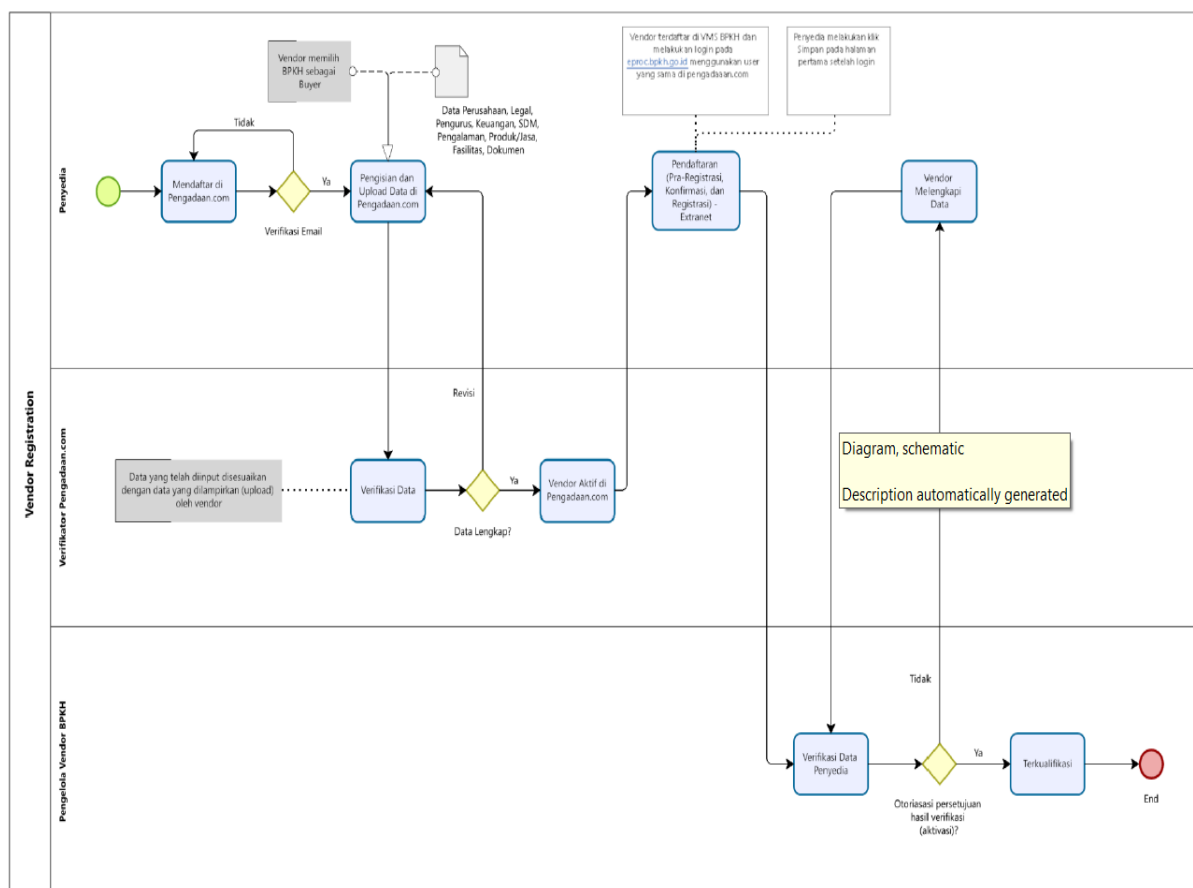 Vendor Registration
Penyedia
Vendor memilih
BPKH sebagai
Buyer
Data Perusahaan, Legal,
Pengurus, Keuangan, SDM,
Pengalaman, Produk/Jasa,
Fasilitas, Dokumen
Vendor terdaftar di VMS BPKH dan
melakukan login pada
eproc.bpkh.go.id menggunakan user
yang sama di pengadaaan.com
Penyedia melakukan klik
Simpan pada halaman
pertama setelah login
Tidak
Mendaftar di
Pengadaan.com
Ya
Verifikasi Email
Pengisian dan
Upload Data di
Pengadaan.com
Pendaftaran
(Pra-Registrasi,
Konfirmasi, dan
Registrasi) -
Extranet
Vendor
Melengkapi
Data
Verifikator Pengadaan.com
Revisi
Data yang telah diinput disesuaikan
dengan data yang dilampirkan (upload)
oleh vendor
Verifikasi Data
Ya
Data Lengkap?
Vendor Aktif di
Pengadaan.com
Diagram, schematic
Description automatically generated
Pengelola Vendor BPKH
Tidak
Verifikasi Data
Penyedia
Ya
Otoriasasi persetujuan
hasil verifikasi
(aktivasi)?
Terkualifikasi
End